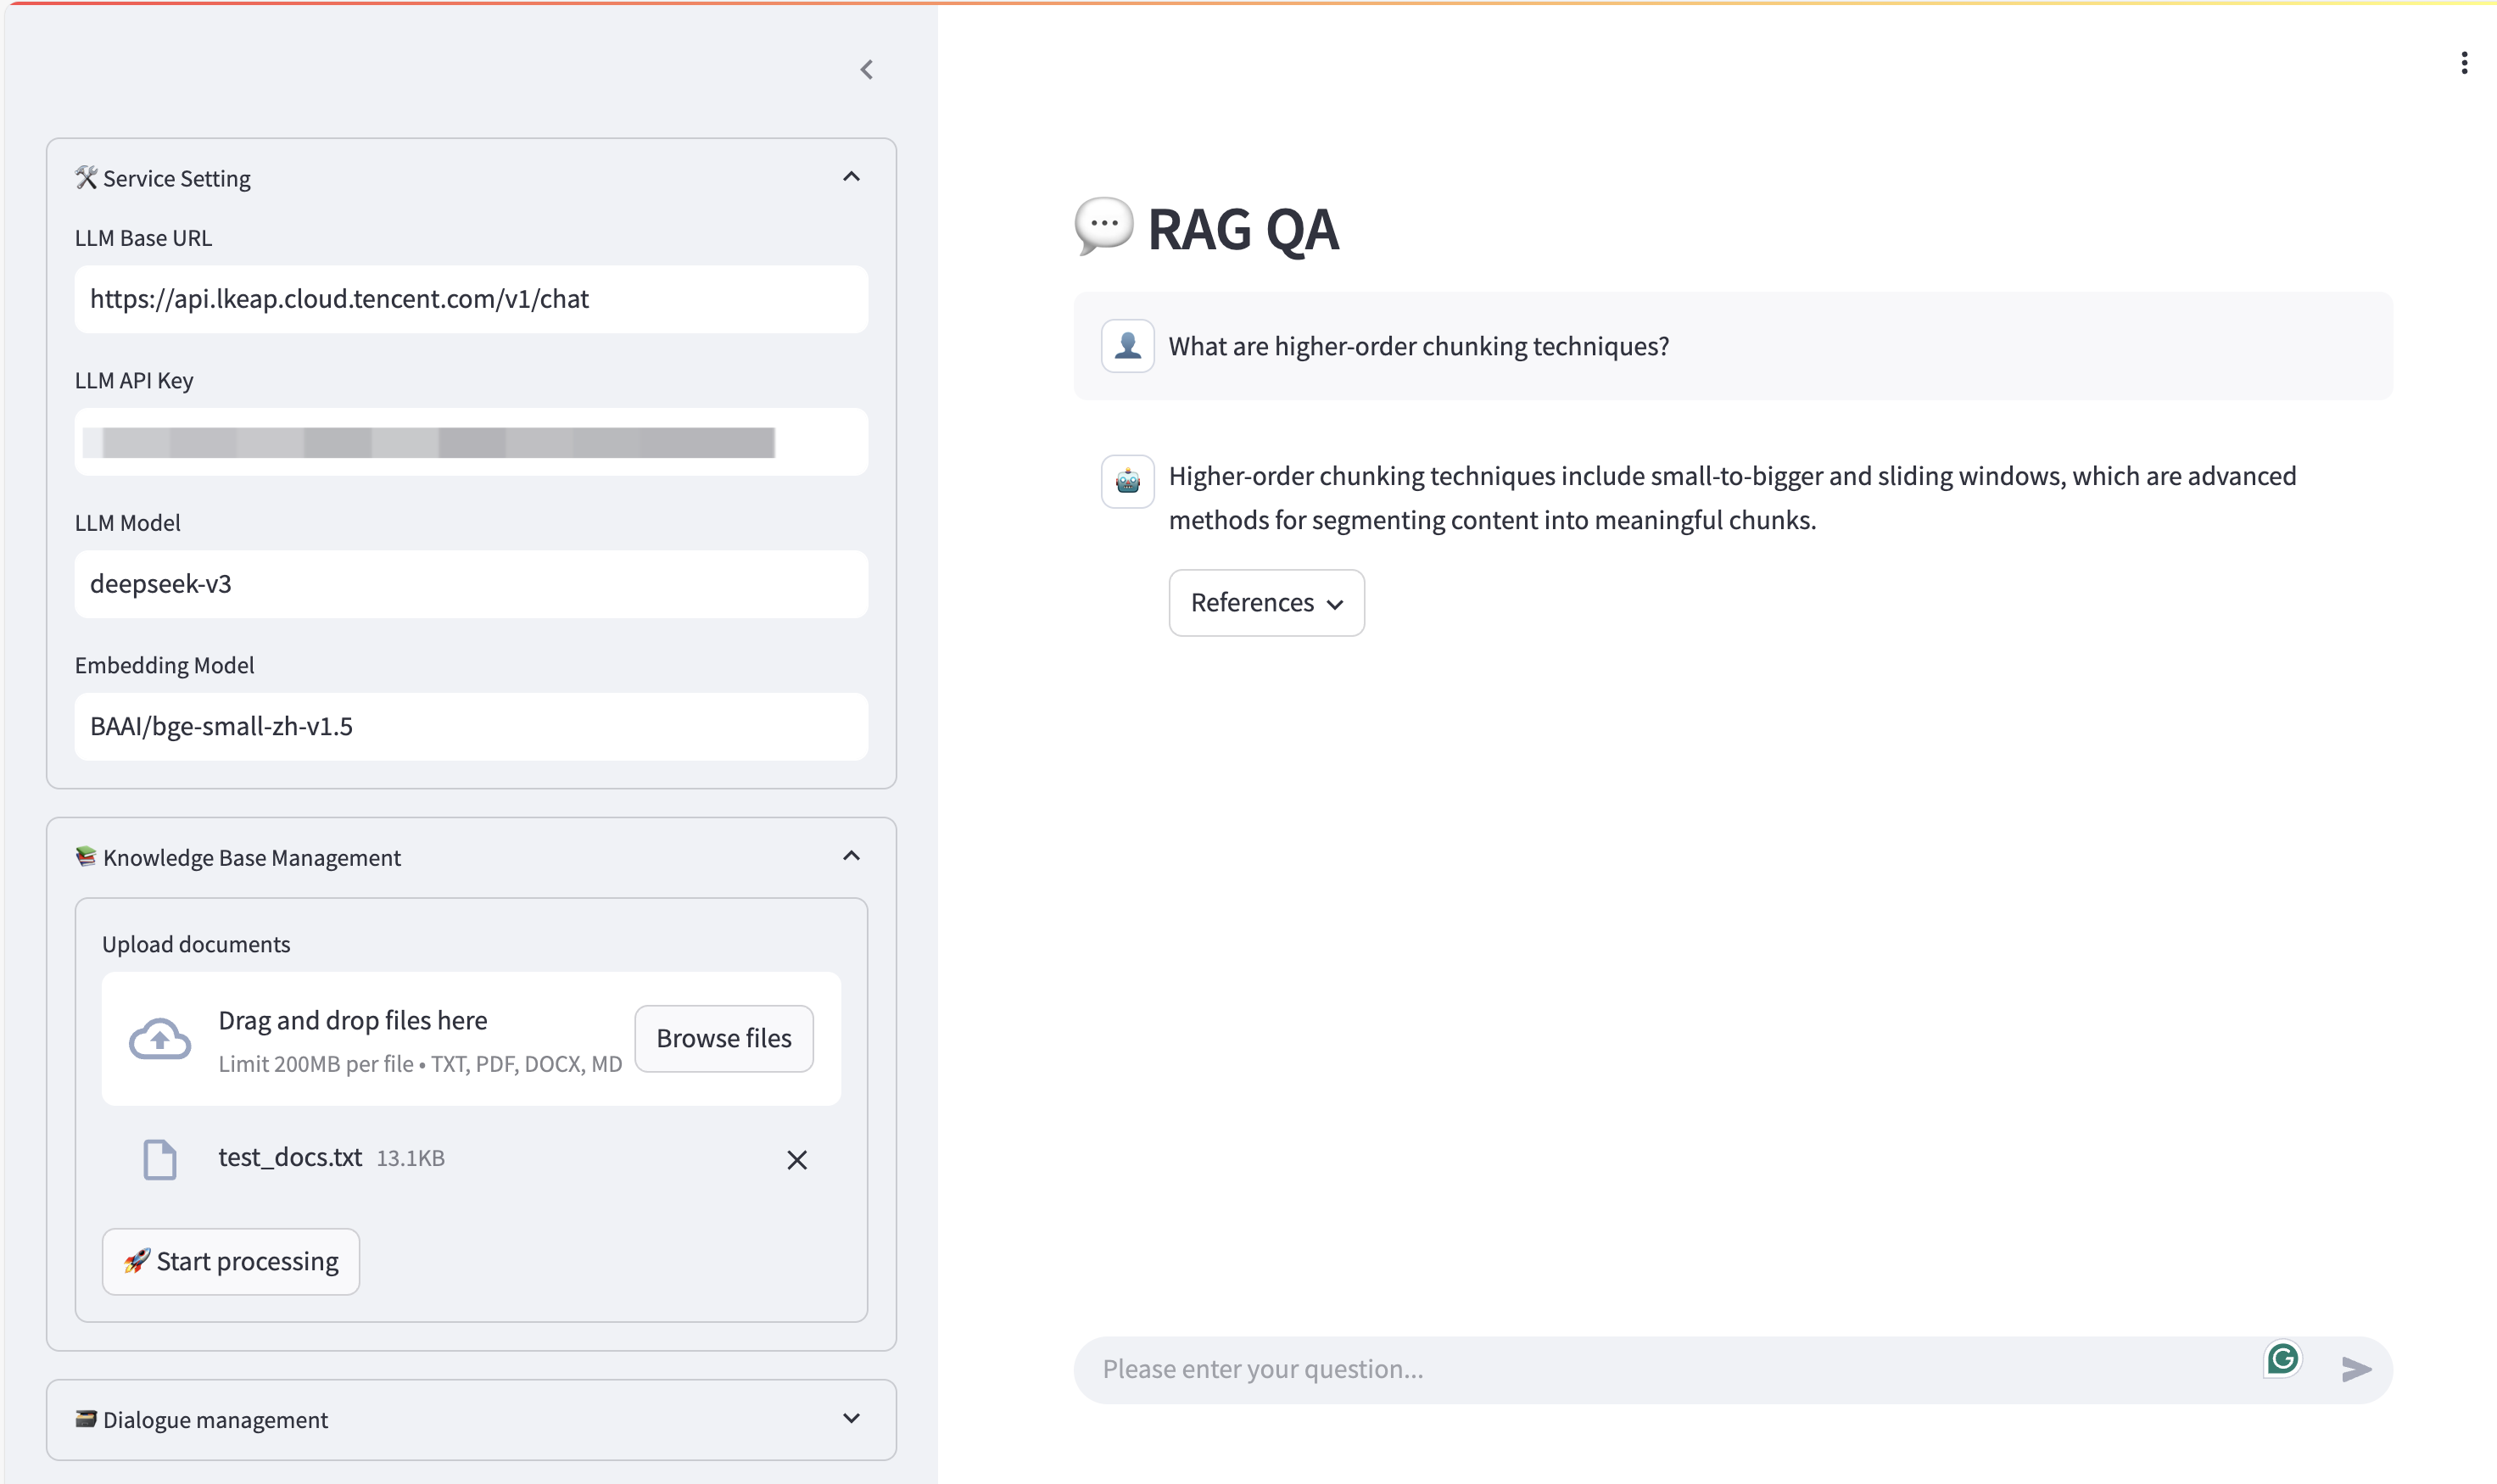 🛠️ Service Setting
LLM Base URL
https://api.lkeap.cloud.tencent.com/v1/chat
LLM API Key
LLM Model
deepseek-v3
Embedding Model
BAAI/bge-small-zh-v1.5
📚 Knowledge Base Management
Upload documents
Drag and drop files here
Limit 200MB per file • TXT, PDF, DOCX, MD
Browse files
test_docs.txt 13.1KB
🚀 Start processing
🗃️ Dialogue management
💬 RAG QA
What are higher-order chunking techniques?
Higher-order chunking techniques include small-to-bigger and sliding windows, which are advanced
methods for segmenting content into meaningful chunks.
References
Please enter your question...